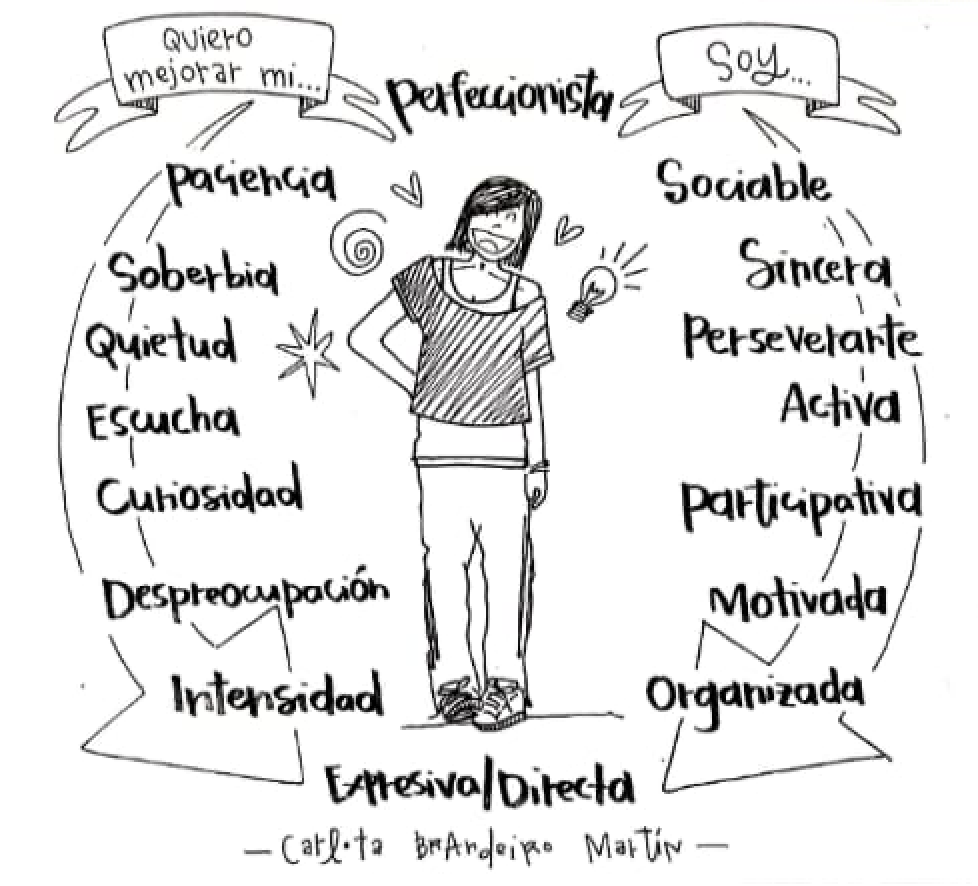 Quiero
mejorar mi...
Perfeccionista
Soy...
Paciencia
Soberbia
Quietud
Escucha
Curiosidad
Despreocupación
Intensidad
Sociable
Sincera
Perseverante
Activa
Participativa
Motivada
Organizada
Expresiva/Directa
— Carlota Martín —